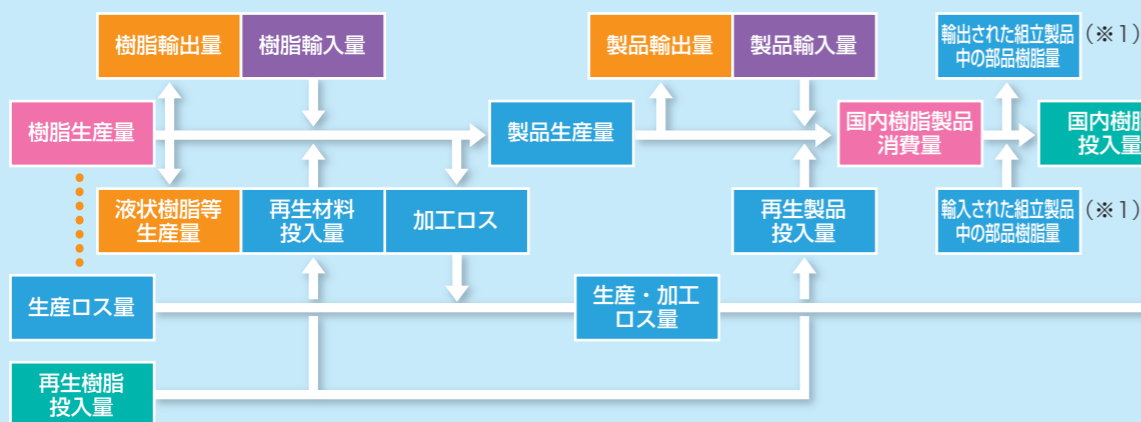 樹脂輸出量
樹脂輸入量
製品輸出量
製品輸入量
輸出された組立製品
中の部品樹脂量
(※1)
樹脂生産量
製品生産量
国内樹脂製品
消費量
国内樹
投入量
液状樹脂等
生産量
再生材料
投入量
加工ロス
再生製品
投入量
輸入された組立製品
中の部品樹脂量
(※1)
生産ロス量
生産・加工
ロス量
再生樹脂
投入量